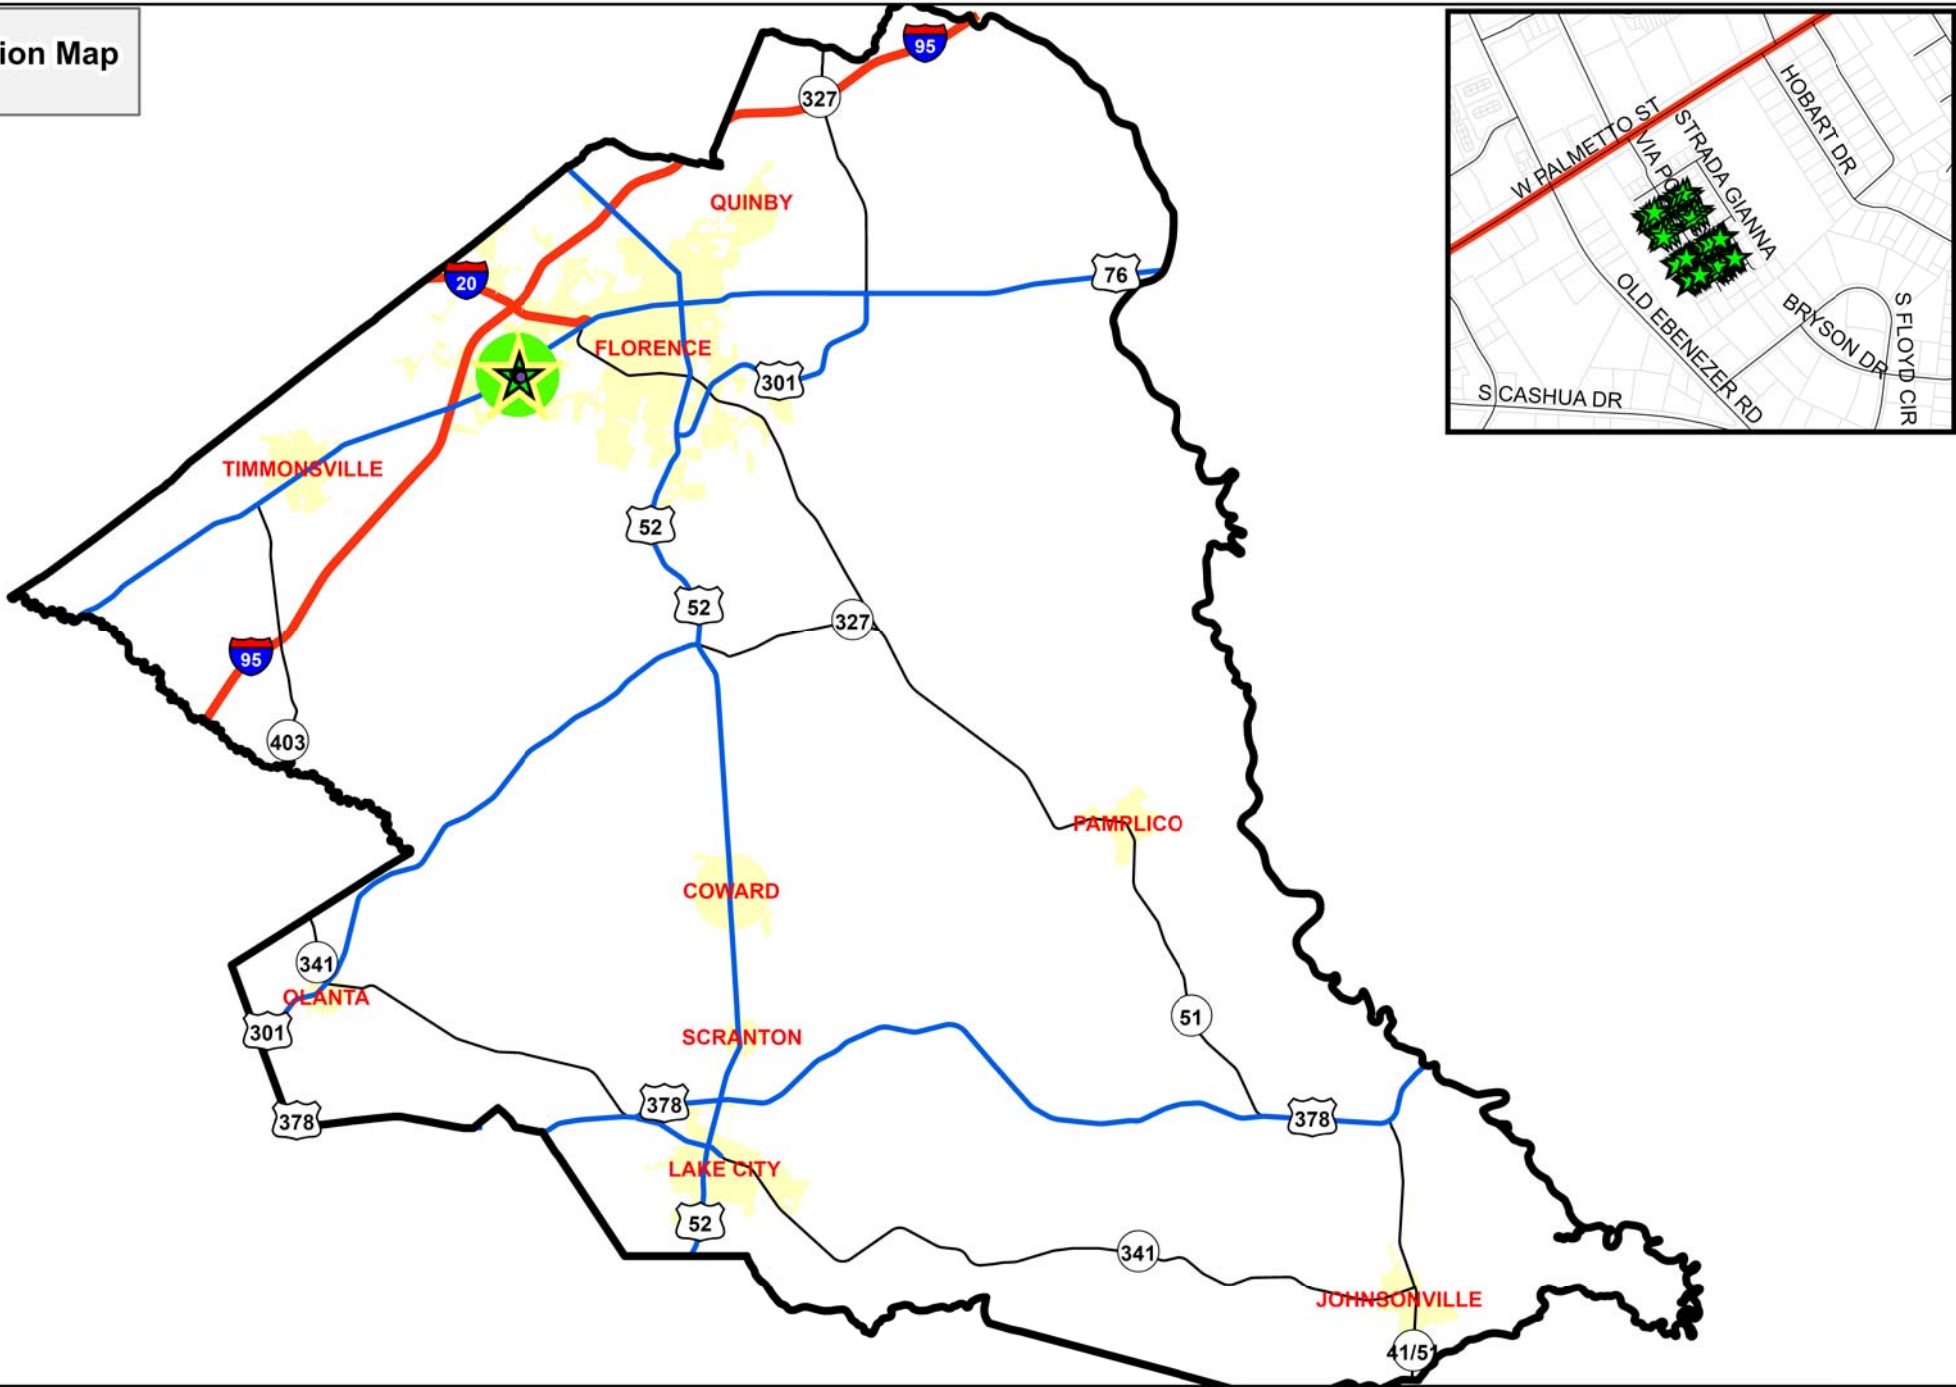 ion Map
95
327
QUINBY
20
76
FLORENCE
301
TIMMONSVILLE
52
52
327
95
403
PAMPLICO
COWARD
341
OLANTA
301
51
SCRANTON
378
378
378
LAKE CITY
52
341
JOHNSONVILLE
41/51
W PALMETTO ST
STRADA GIANNA
HOBART DR
VIA
OLD EBENEZER RD
BRYSON DR
S FLOYD CIR
S CASHUA DR